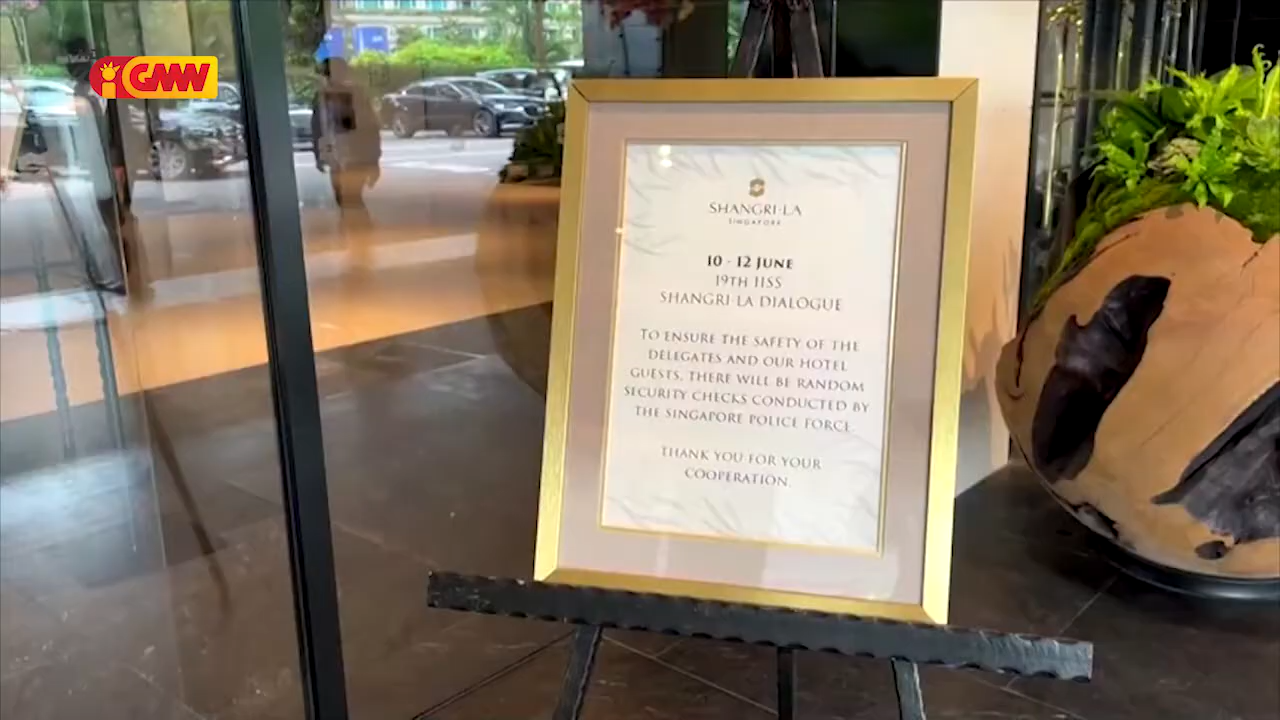 GMW
SHANGRI-LA
SINGAPORE
10 - 12 JUNE
19TH IISS
SHANGRI-LA DIALOGUE
TO ENSURE THE SAFETY OF THE
DELEGATES AND OUR HOTEL
GUESTS, THERE WILL BE RANDOM
SECURITY CHECKS CONDUCTED BY
THE SINGAPORE POLICE FORCE.
THANK YOU FOR YOUR
COOPERATION.